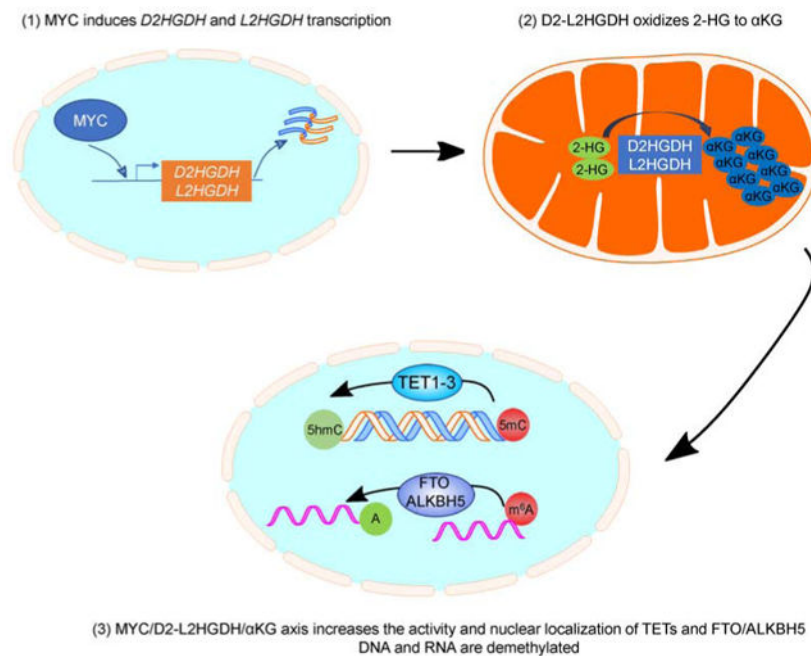 (1) MYC induces D2HGDH and L2HGDH transcription
(2) D2-L2HGDH oxidizes 2-HG to αKG
MYC
D2HGDH
L2HGDH
2-HG
2-HG
D2HGDH
L2HGDH
αKG
αKG
αKG
αKG
αKG
αKG
αKG
αKG
αKG
TET1-3
5hmC
5mC
FTO
ALKBH5
A
m⁶A
(3) MYC/D2-L2HGDH/αKG axis increases the activity and nuclear localization of TETs and FTO/ALKBH5
DNA and RNA are demethylated